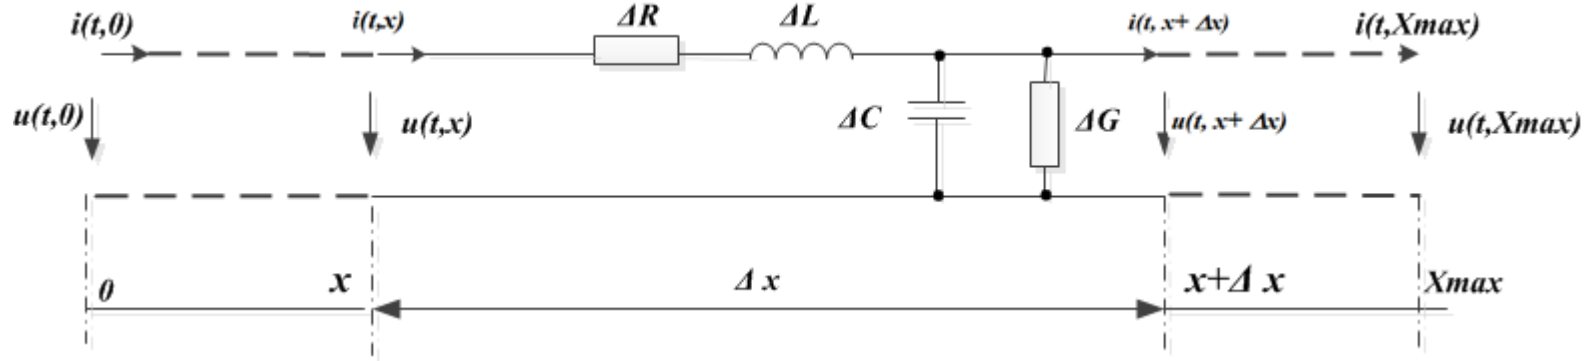 i(t,0) i(t,x) ΔR ΔL i(t, x+ Δx) i(t,Xmax)
u(t,0) u(t,x) ΔC ΔG u(t, x+ Δx) u(t,Xmax)
0 x Δ x x+Δ x Xmax